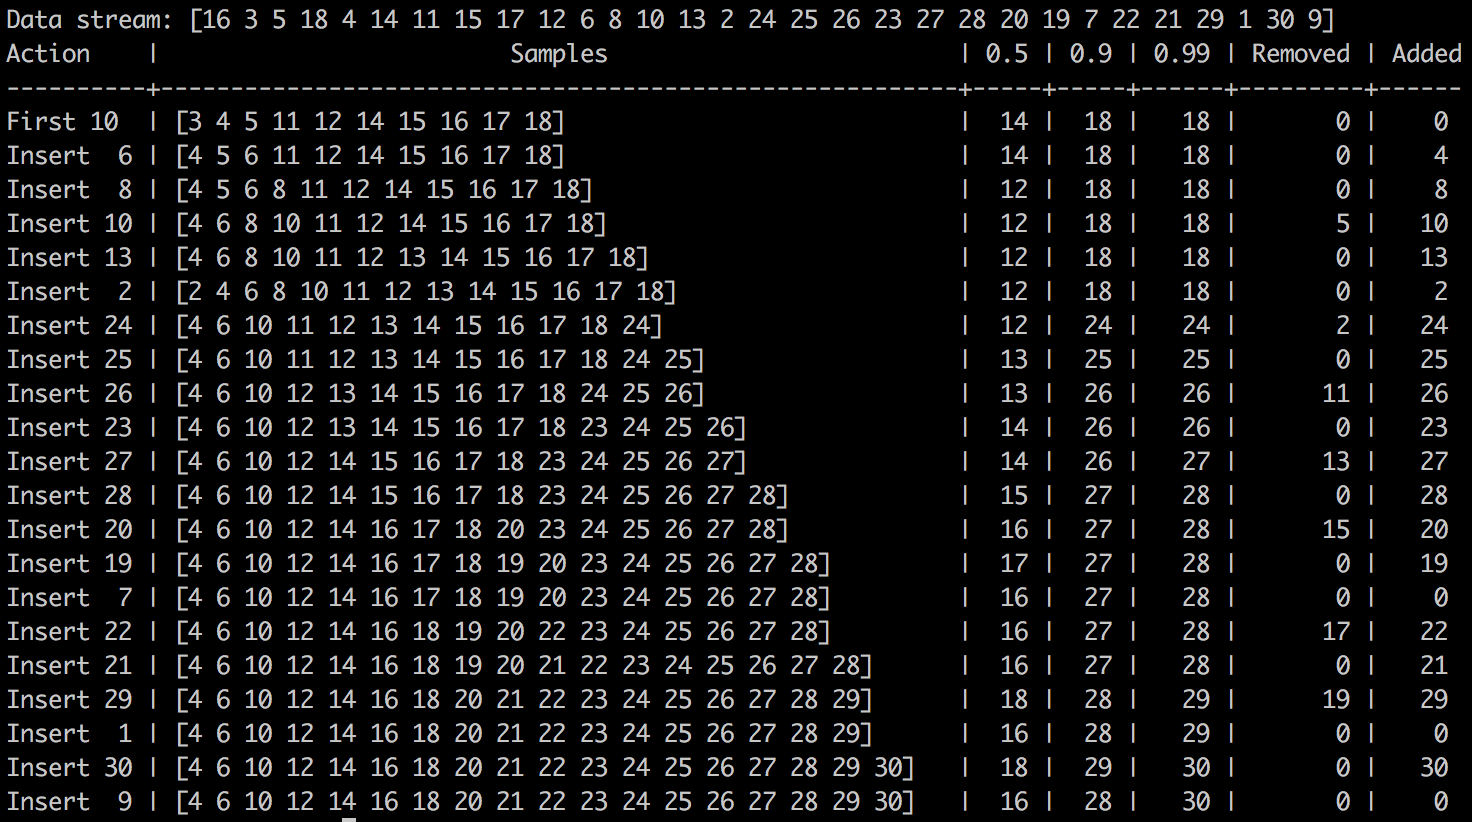 Data stream: [16 3 5 18 4 14 11 15 17 12 6 8 10 13 2 24 25 26 23 27 28 20 19 7 22 21 29 1 30 9]
Action    |                         Samples                         | 0.5 | 0.9 | 0.99 | Removed | Added
----------+---------------------------------------------------------+-----+-----+------+---------+------
First 10  | [3 4 5 11 12 14 15 16 17 18]                            |  14 |  18 |   18 |       0 |    0
Insert  6 | [4 5 6 11 12 14 15 16 17 18]                            |  14 |  18 |   18 |       0 |    4
Insert  8 | [4 5 6 8 11 12 14 15 16 17 18]                          |  12 |  18 |   18 |       0 |    8
Insert 10 | [4 6 8 10 11 12 14 15 16 17 18]                         |  12 |  18 |   18 |       5 |   10
Insert 13 | [4 6 8 10 11 12 13 14 15 16 17 18]                      |  12 |  18 |   18 |       0 |   13
Insert  2 | [2 4 6 8 10 11 12 13 14 15 16 17 18]                    |  12 |  18 |   18 |       0 |    2
Insert 24 | [4 6 10 11 12 13 14 15 16 17 18 24]                     |  12 |  24 |   24 |       2 |   24
Insert 25 | [4 6 10 11 12 13 14 15 16 17 18 24 25]                  |  13 |  25 |   25 |       0 |   25
Insert 26 | [4 6 10 12 13 14 15 16 17 18 24 25 26]                  |  13 |  26 |   26 |      11 |   26
Insert 23 | [4 6 10 12 13 14 15 16 17 18 23 24 25 26]               |  14 |  26 |   26 |       0 |   23
Insert 27 | [4 6 10 12 14 15 16 17 18 23 24 25 26 27]               |  14 |  26 |   27 |      13 |   27
Insert 28 | [4 6 10 12 14 15 16 17 18 23 24 25 26 27 28]            |  15 |  27 |   28 |       0 |   28
Insert 20 | [4 6 10 12 14 16 17 18 20 23 24 25 26 27 28]            |  16 |  27 |   28 |      15 |   20
Insert 19 | [4 6 10 12 14 16 17 18 19 20 23 24 25 26 27 28]         |  17 |  27 |   28 |       0 |   19
Insert  7 | [4 6 10 12 14 16 17 18 19 20 23 24 25 26 27 28]         |  16 |  27 |   28 |       0 |    0
Insert 22 | [4 6 10 12 14 16 18 19 20 22 23 24 25 26 27 28]         |  16 |  27 |   28 |      17 |   22
Insert 21 | [4 6 10 12 14 16 18 19 20 21 22 23 24 25 26 27 28]      |  16 |  27 |   28 |       0 |   21
Insert 29 | [4 6 10 12 14 16 18 20 21 22 23 24 25 26 27 28 29]      |  18 |  28 |   29 |      19 |   29
Insert  1 | [4 6 10 12 14 16 18 20 21 22 23 24 25 26 27 28 29]      |  16 |  28 |   29 |       0 |    0
Insert 30 | [4 6 10 12 14 16 18 20 21 22 23 24 25 26 27 28 29 30]   |  18 |  29 |   30 |       0 |   30
Insert  9 | [4 6 10 12 14 16 18 20 21 22 23 24 25 26 27 28 29 30]   |  16 |  28 |   30 |       0 |    0